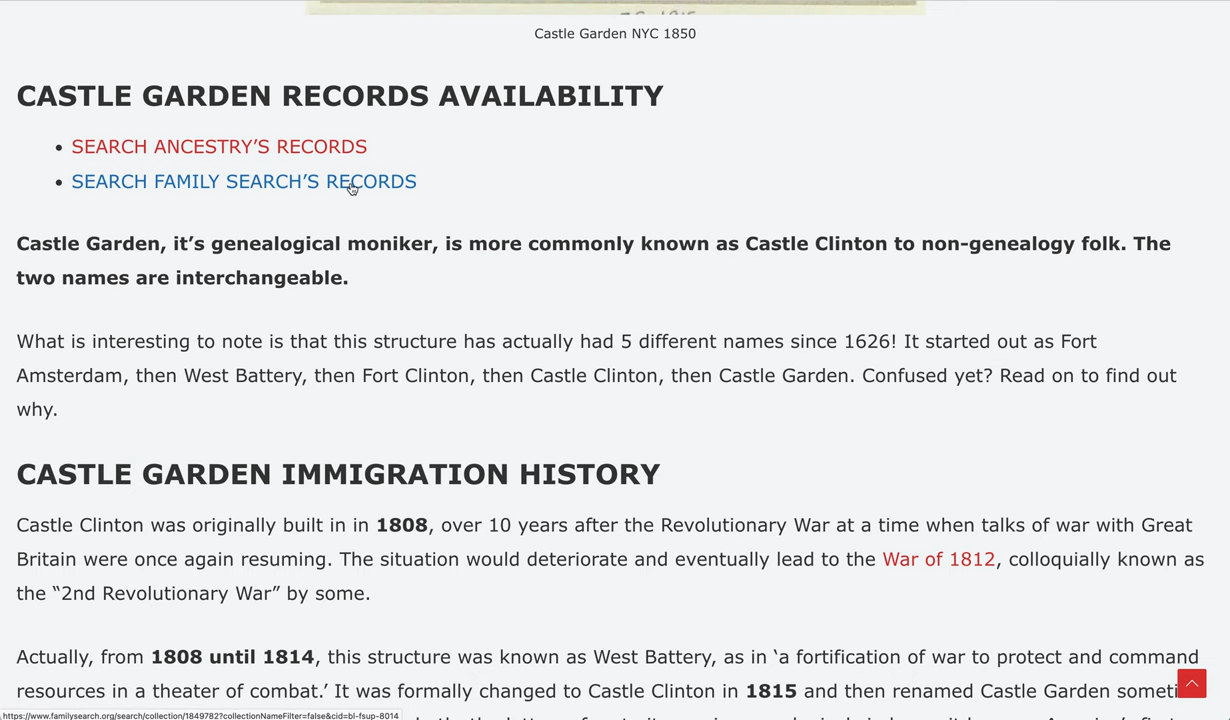 Castle Garden NYC 1850
CASTLE GARDEN RECORDS AVAILABILITY
• SEARCH ANCESTRY’S RECORDS
• SEARCH FAMILY SEARCH’S RECORDS
Castle Garden, it’s genealogical moniker, is more commonly known as Castle Clinton to non-genealogy folk. The
two names are interchangeable.
What is interesting to note is that this structure has actually had 5 different names since 1626! It started out as Fort
Amsterdam, then West Battery, then Fort Clinton, then Castle Clinton, then Castle Garden. Confused yet? Read on to find out
why.
CASTLE GARDEN IMMIGRATION HISTORY
Castle Clinton was originally built in in 1808, over 10 years after the Revolutionary War at a time when talks of war with Great
Britain were once again resuming. The situation would deteriorate and eventually lead to the War of 1812, colloquially known as
the “2nd Revolutionary War” by some.
Actually, from 1808 until 1814, this structure was known as West Battery, as in ‘a fortification of war to protect and command
resources in a theater of combat.’ It was formally changed to Castle Clinton in 1815 and then renamed Castle Garden someti
https://www.familysearch.org/search/collection/1849782?collectionNameFilter=false&cid=bl-fsup-8014